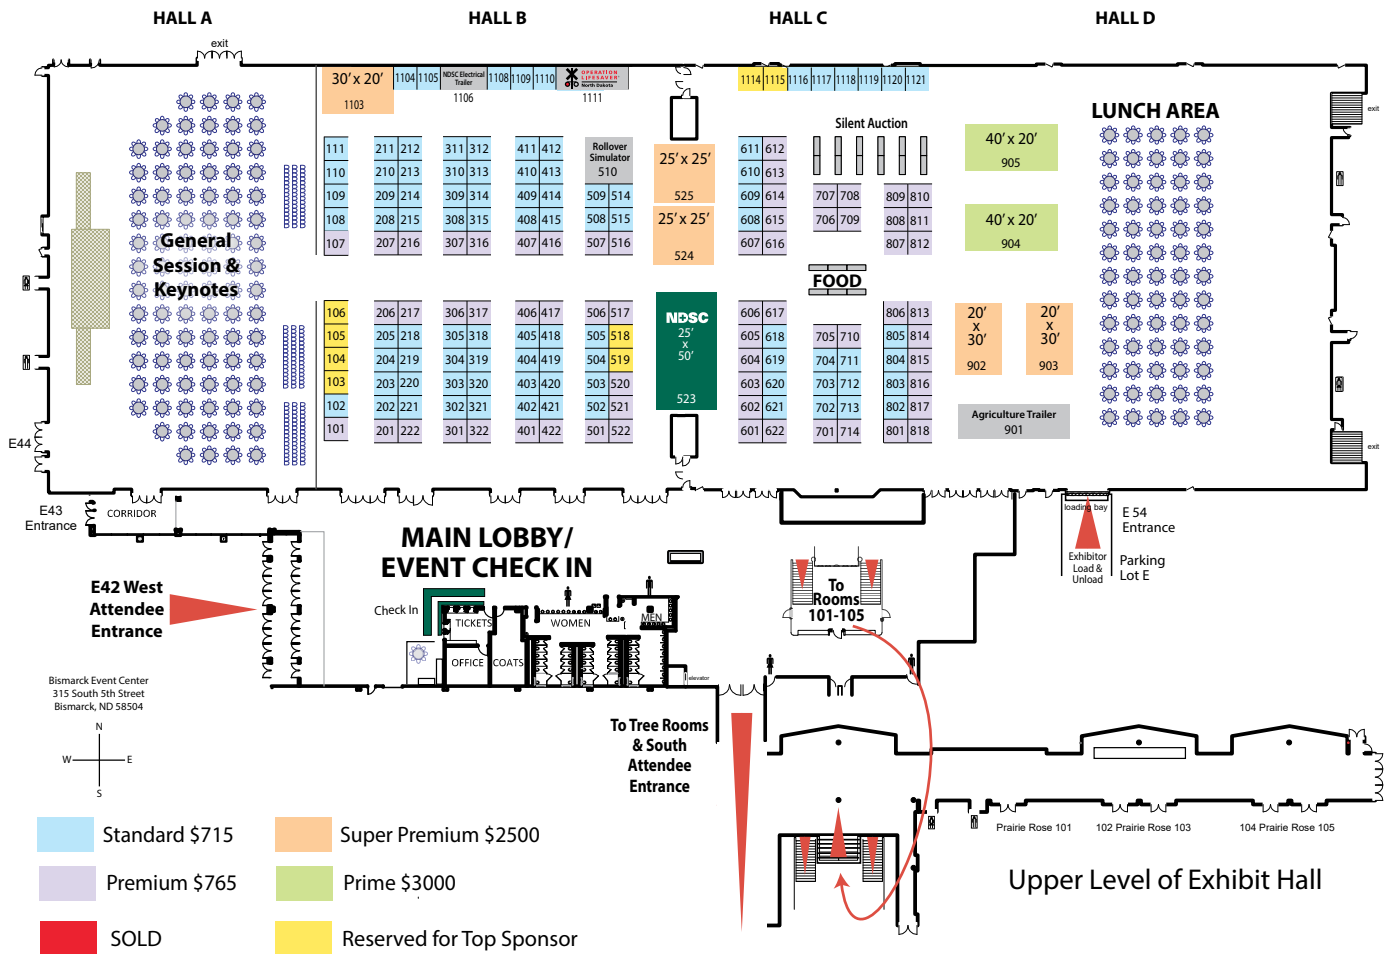 HALL A
HALL B
HALL C
HALL D
exit
30' x 20'
1103
1104 1105
NDSC Electrical
Trailer
1106
1108 1109 1110
OPERATION
LIFESAVER
North Dakota
1111
1114 1115 1116 1117 1118 1119 1120 1121
Silent Auction
LUNCH AREA
40' x 20'
905
40' x 20'
904
exit
General
Session &
Keynotes
111 211 212 311 312 411 412
110 210 213 310 313 410 413
109 209 214 309 314 409 414 509 514
108 208 215 308 315 408 415 508 515
107 207 216 307 316 407 416 507 516
Rollover
Simulator
510
25' x 25'
525
25' x 25'
524
611 612
610 613
609 614 707 708 809 810
608 615 706 709 808 811
607 616 807 812
FOOD
106 206 217 306 317 406 417 506 517
105 205 218 305 318 405 418 505 518
104 204 219 304 319 404 419 504 519
103 203 220 303 320 403 420 503 520
102 202 221 302 321 402 421 502 521
101 201 222 301 322 401 422 501 522
NDSC
25'
x
50'
523
606 617 806 813
605 618 705 710 805 814
604 619 704 711 804 815
603 620 703 712 803 816
602 621 702 713 802 817
601 622 701 714 801 818
20'
x
30'
902
20'
x
30'
903
Agriculture Trailer
901
exit
E44
E43
Entrance
CORRIDOR
MAIN LOBBY/
EVENT CHECK IN
loading bay
E 54
Entrance
Exhibitor
Load &
Unload
Parking
Lot E
E42 West
Attendee
Entrance
Check In
TICKETS
WOMEN
MEN
OFFICE
COATS
elevator
To
Rooms
101-105
Bismarck Event Center
315 South 5th Street
Bismarck, ND 58504
N
W
E
S
To Tree Rooms
& South
Attendee
Entrance
Prairie Rose 101
102 Prairie Rose 103
104 Prairie Rose 105
Upper Level of Exhibit Hall
Standard $715
Super Premium $2500
Premium $765
Prime $3000
SOLD
Reserved for Top Sponsor